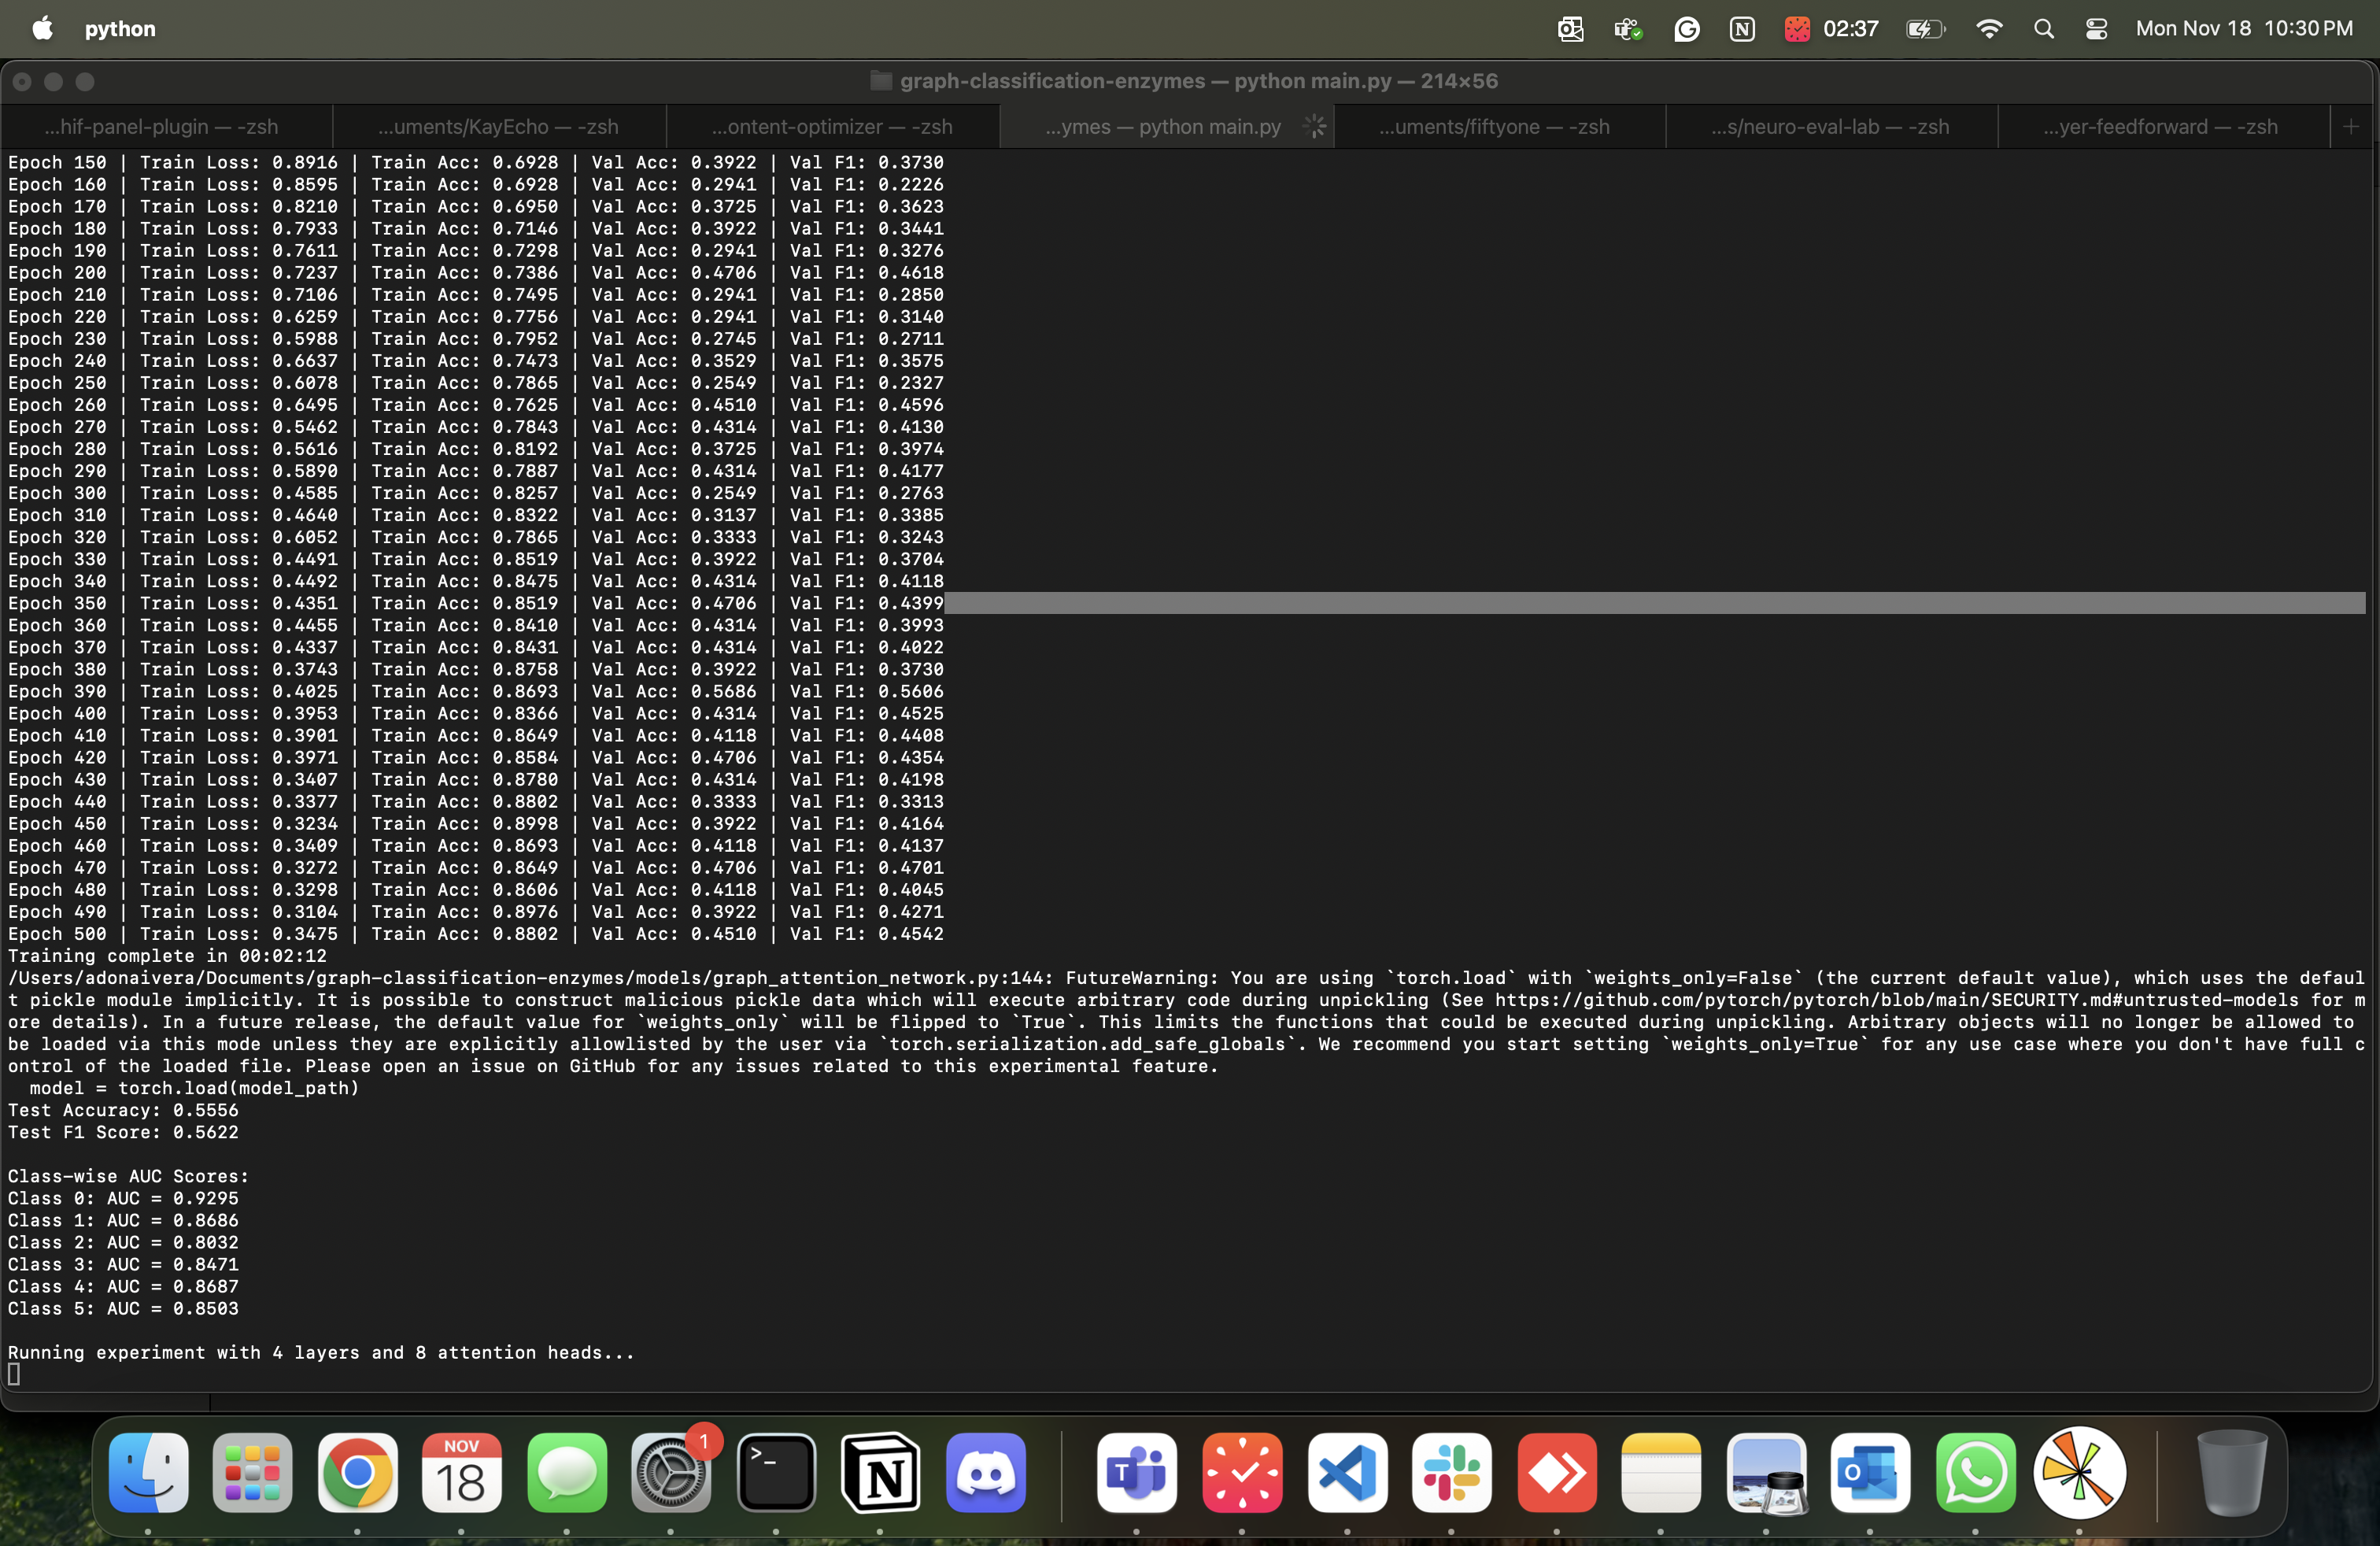 python
02:37
Mon Nov 18 10:30 PM
graph-classification-enzymes — python main.py — 214×56
...hif-panel-plugin — -zsh
...uments/KayEcho — -zsh
...ontent-optimizer — -zsh
...ymes — python main.py
...uments/fiftyone — -zsh
...s/neuro-eval-lab — -zsh
...yer-feedforward — -zsh
Epoch 150 | Train Loss: 0.8916 | Train Acc: 0.6928 | Val Acc: 0.3922 | Val F1: 0.3730
Epoch 160 | Train Loss: 0.8595 | Train Acc: 0.6928 | Val Acc: 0.2941 | Val F1: 0.2226
Epoch 170 | Train Loss: 0.8210 | Train Acc: 0.6950 | Val Acc: 0.3725 | Val F1: 0.3623
Epoch 180 | Train Loss: 0.7933 | Train Acc: 0.7146 | Val Acc: 0.3922 | Val F1: 0.3441
Epoch 190 | Train Loss: 0.7611 | Train Acc: 0.7298 | Val Acc: 0.2941 | Val F1: 0.3276
Epoch 200 | Train Loss: 0.7237 | Train Acc: 0.7386 | Val Acc: 0.4706 | Val F1: 0.4618
Epoch 210 | Train Loss: 0.7106 | Train Acc: 0.7495 | Val Acc: 0.2941 | Val F1: 0.2850
Epoch 220 | Train Loss: 0.6259 | Train Acc: 0.7756 | Val Acc: 0.2941 | Val F1: 0.3140
Epoch 230 | Train Loss: 0.5988 | Train Acc: 0.7952 | Val Acc: 0.2745 | Val F1: 0.2711
Epoch 240 | Train Loss: 0.6637 | Train Acc: 0.7473 | Val Acc: 0.3529 | Val F1: 0.3575
Epoch 250 | Train Loss: 0.6078 | Train Acc: 0.7865 | Val Acc: 0.2549 | Val F1: 0.2327
Epoch 260 | Train Loss: 0.6495 | Train Acc: 0.7625 | Val Acc: 0.4510 | Val F1: 0.4596
Epoch 270 | Train Loss: 0.5462 | Train Acc: 0.7843 | Val Acc: 0.4314 | Val F1: 0.4130
Epoch 280 | Train Loss: 0.5616 | Train Acc: 0.8192 | Val Acc: 0.3725 | Val F1: 0.3974
Epoch 290 | Train Loss: 0.5890 | Train Acc: 0.7887 | Val Acc: 0.4314 | Val F1: 0.4177
Epoch 300 | Train Loss: 0.4585 | Train Acc: 0.8257 | Val Acc: 0.2549 | Val F1: 0.2763
Epoch 310 | Train Loss: 0.4640 | Train Acc: 0.8322 | Val Acc: 0.3137 | Val F1: 0.3385
Epoch 320 | Train Loss: 0.6052 | Train Acc: 0.7865 | Val Acc: 0.3333 | Val F1: 0.3243
Epoch 330 | Train Loss: 0.4491 | Train Acc: 0.8519 | Val Acc: 0.3922 | Val F1: 0.3704
Epoch 340 | Train Loss: 0.4492 | Train Acc: 0.8475 | Val Acc: 0.4314 | Val F1: 0.4118
Epoch 350 | Train Loss: 0.4351 | Train Acc: 0.8519 | Val Acc: 0.4706 | Val F1: 0.4399
Epoch 360 | Train Loss: 0.4455 | Train Acc: 0.8410 | Val Acc: 0.4314 | Val F1: 0.3993
Epoch 370 | Train Loss: 0.4337 | Train Acc: 0.8431 | Val Acc: 0.4314 | Val F1: 0.4022
Epoch 380 | Train Loss: 0.3743 | Train Acc: 0.8758 | Val Acc: 0.3922 | Val F1: 0.3730
Epoch 390 | Train Loss: 0.4025 | Train Acc: 0.8693 | Val Acc: 0.5686 | Val F1: 0.5606
Epoch 400 | Train Loss: 0.3953 | Train Acc: 0.8366 | Val Acc: 0.4314 | Val F1: 0.4525
Epoch 410 | Train Loss: 0.3901 | Train Acc: 0.8649 | Val Acc: 0.4118 | Val F1: 0.4408
Epoch 420 | Train Loss: 0.3971 | Train Acc: 0.8584 | Val Acc: 0.4706 | Val F1: 0.4354
Epoch 430 | Train Loss: 0.3407 | Train Acc: 0.8780 | Val Acc: 0.4314 | Val F1: 0.4198
Epoch 440 | Train Loss: 0.3377 | Train Acc: 0.8802 | Val Acc: 0.3333 | Val F1: 0.3313
Epoch 450 | Train Loss: 0.3234 | Train Acc: 0.8998 | Val Acc: 0.3922 | Val F1: 0.4164
Epoch 460 | Train Loss: 0.3409 | Train Acc: 0.8693 | Val Acc: 0.4118 | Val F1: 0.4137
Epoch 470 | Train Loss: 0.3272 | Train Acc: 0.8649 | Val Acc: 0.4706 | Val F1: 0.4701
Epoch 480 | Train Loss: 0.3298 | Train Acc: 0.8606 | Val Acc: 0.4118 | Val F1: 0.4045
Epoch 490 | Train Loss: 0.3104 | Train Acc: 0.8976 | Val Acc: 0.3922 | Val F1: 0.4271
Epoch 500 | Train Loss: 0.3475 | Train Acc: 0.8802 | Val Acc: 0.4510 | Val F1: 0.4542
Training complete in 00:02:12
/Users/adonaivera/Documents/graph-classification-enzymes/models/graph_attention_network.py:144: FutureWarning: You are using `torch.load` with `weights_only=False` (the current default value), which uses the defaul
t pickle module implicitly. It is possible to construct malicious pickle data which will execute arbitrary code during unpickling (See https://github.com/pytorch/pytorch/blob/main/SECURITY.md#untrusted-models for m
ore details). In a future release, the default value for `weights_only` will be flipped to `True`. This limits the functions that could be executed during unpickling. Arbitrary objects will no longer be allowed to
be loaded via this mode unless they are explicitly allowlisted by the user via `torch.serialization.add_safe_globals`. We recommend you start setting `weights_only=True` for any use case where you don't have full c
ontrol of the loaded file. Please open an issue on GitHub for any issues related to this experimental feature.
model = torch.load(model_path)
Test Accuracy: 0.5556
Test F1 Score: 0.5622
Class-wise AUC Scores:
Class 0: AUC = 0.9295
Class 1: AUC = 0.8686
Class 2: AUC = 0.8032
Class 3: AUC = 0.8471
Class 4: AUC = 0.8687
Class 5: AUC = 0.8503
Running experiment with 4 layers and 8 attention heads...
NOV
18
1